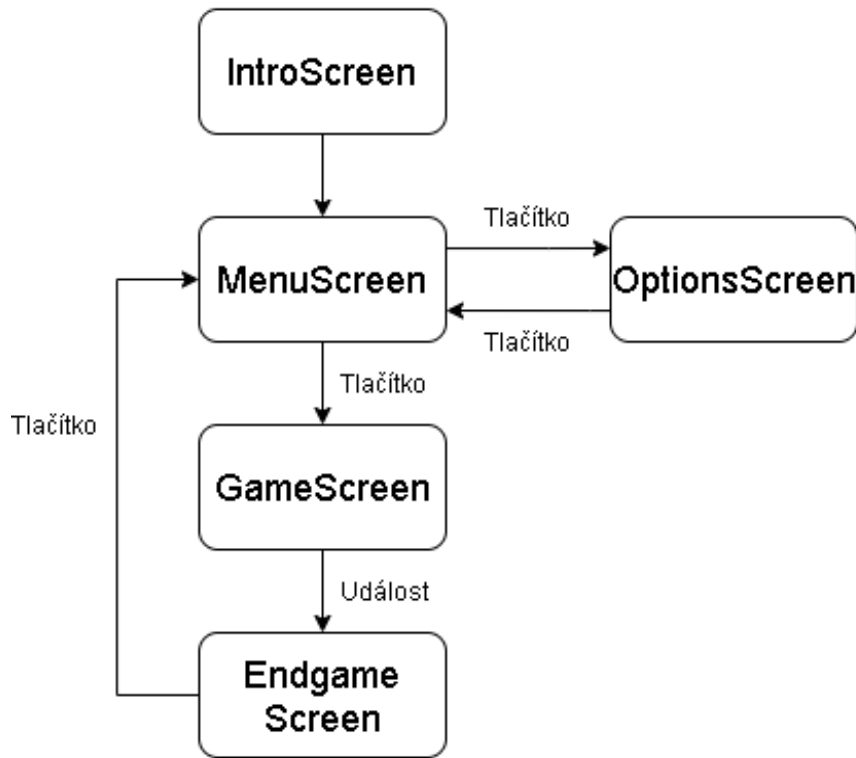 IntroScreen
Tlačítko
MenuScreen
OptionsScreen
Tlačítko
Tlačítko
Tlačítko
GameScreen
Událost
Endgame
Screen